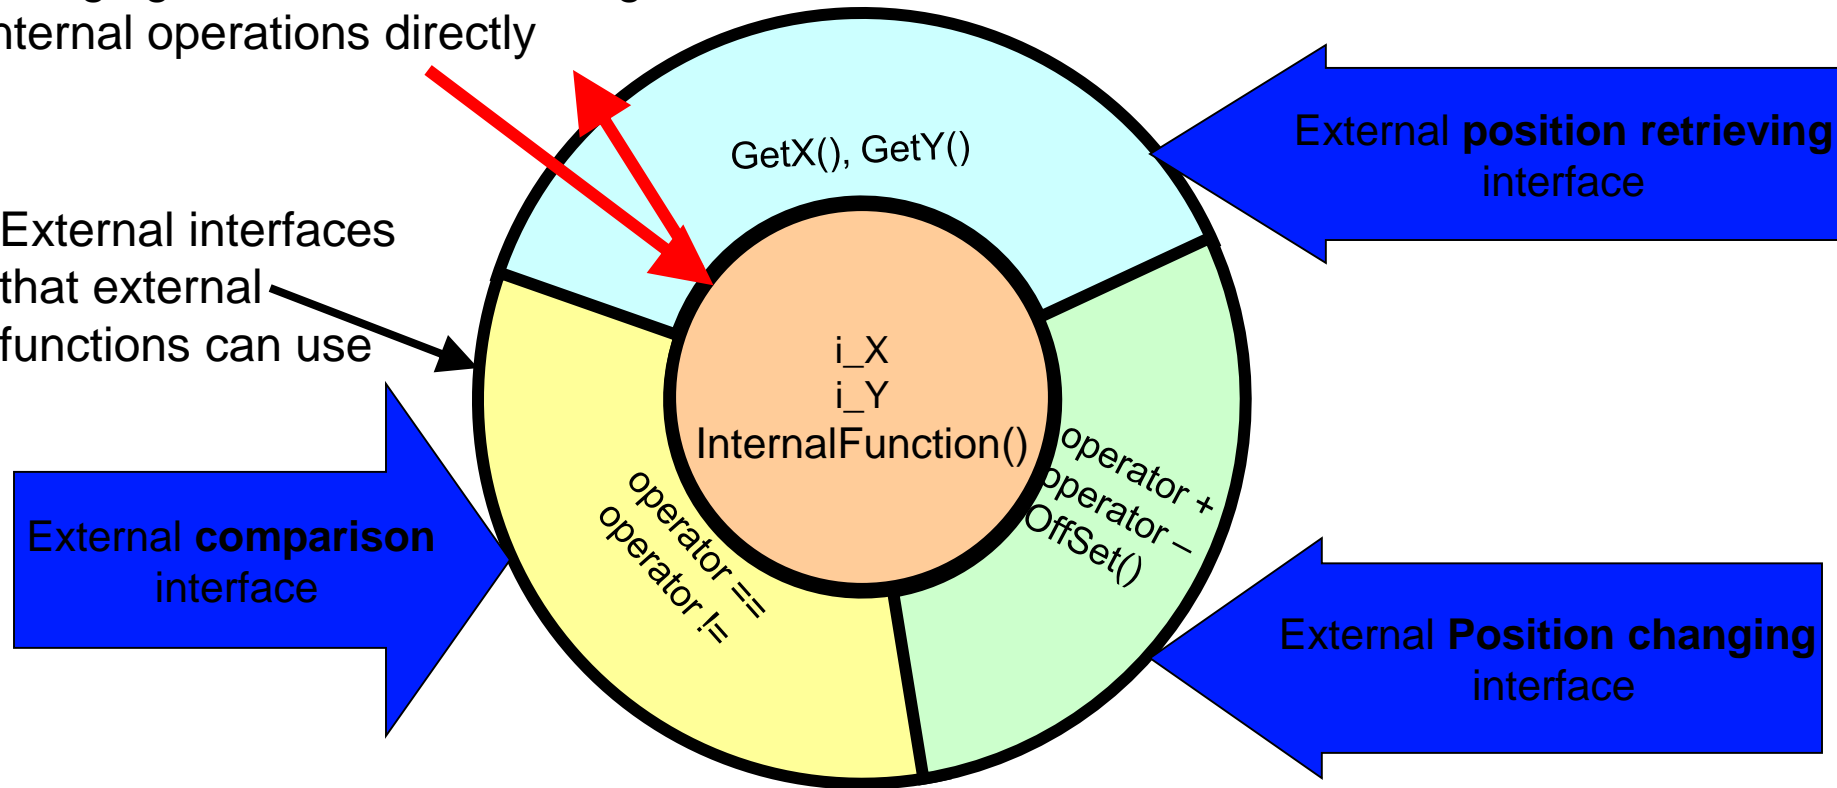 nternal operations directly
GetX(), GetY()
External position retrieving
interface
External interfaces
that external
functions can use
i_X
i_Y
InternalFunction()
operator +
operator –
OffSet()
operator ==
operator !=
External comparison
interface
External Position changing
interface